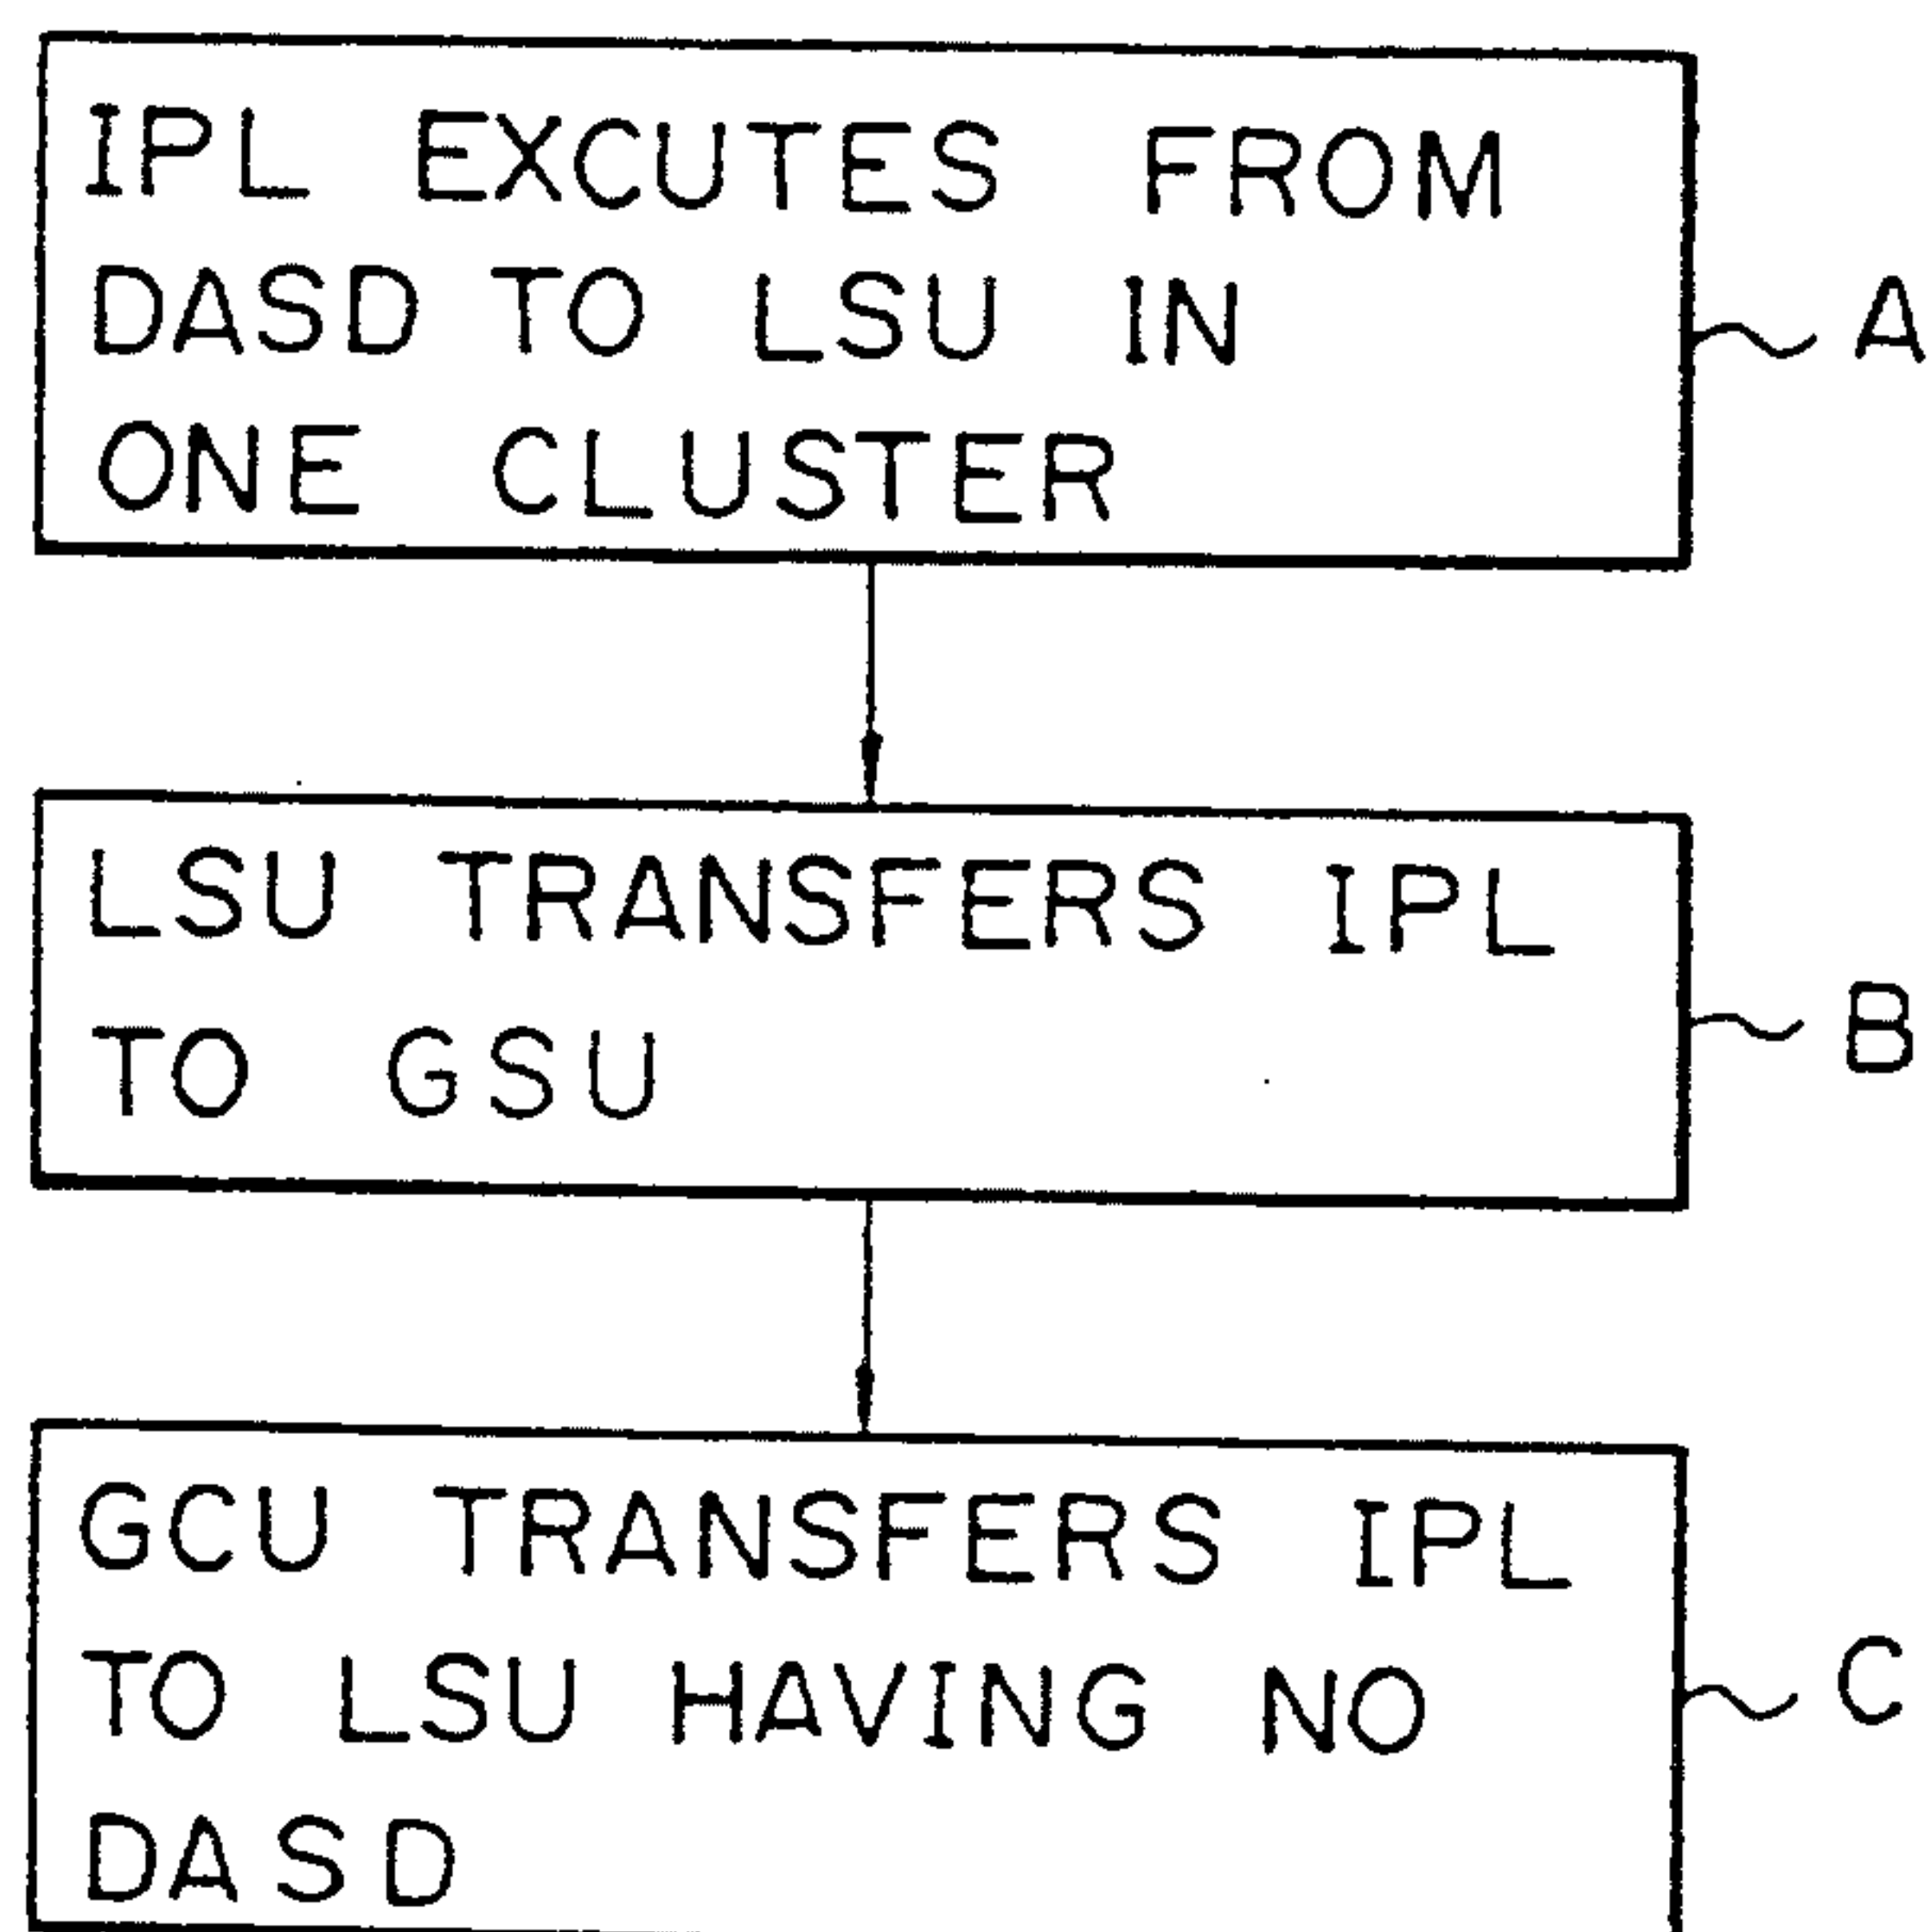 IPL EXCUTES FROM
DASD TO LSU IN
ONE CLUSTER
A
LSU TRANSFERS IPL
TO GSU
B
GCU TRANSFERS IPL
TO LSU HAVING NO
DASD
C